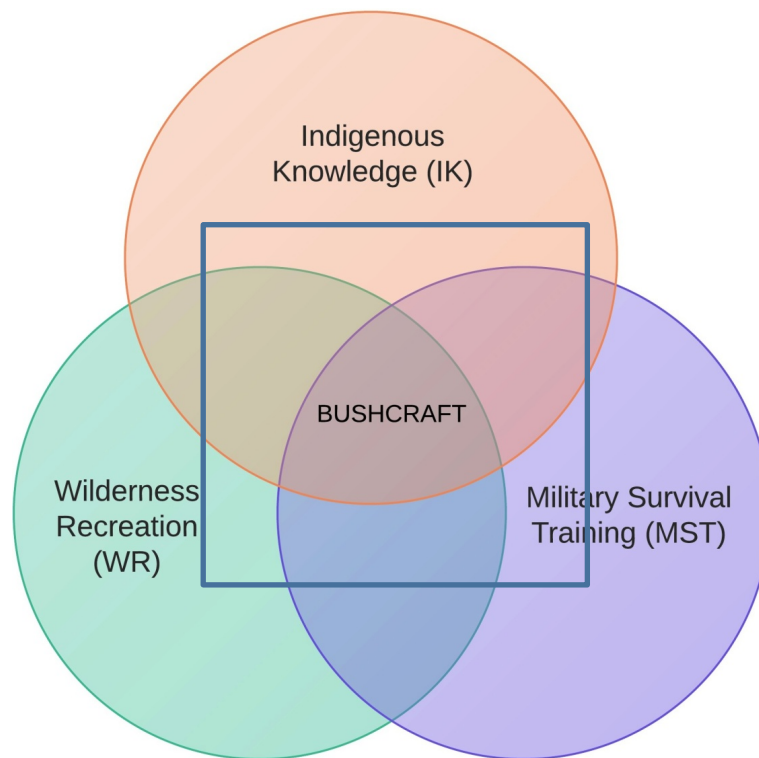 Indigenous
Knowledge (IK)
BUSHCRAFT
Wilderness
Recreation
(WR)
Military Survival
Training (MST)